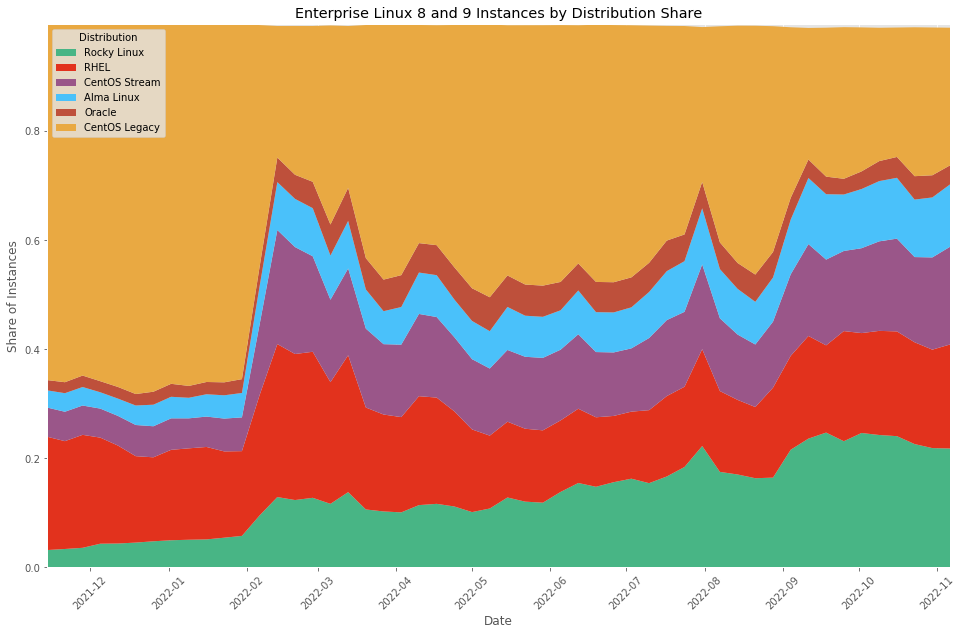 Enterprise Linux 8 and 9 Instances by Distribution Share
Distribution
Rocky Linux
RHEL
CentOS Stream
Alma Linux
Oracle
CentOS Legacy
0.8
0.6
0.4
0.2
0.0
Share of Instances
2021-12
2022-01
2022-02
2022-03
2022-04
2022-05
2022-06
2022-07
2022-08
2022-09
2022-10
2022-11
Date